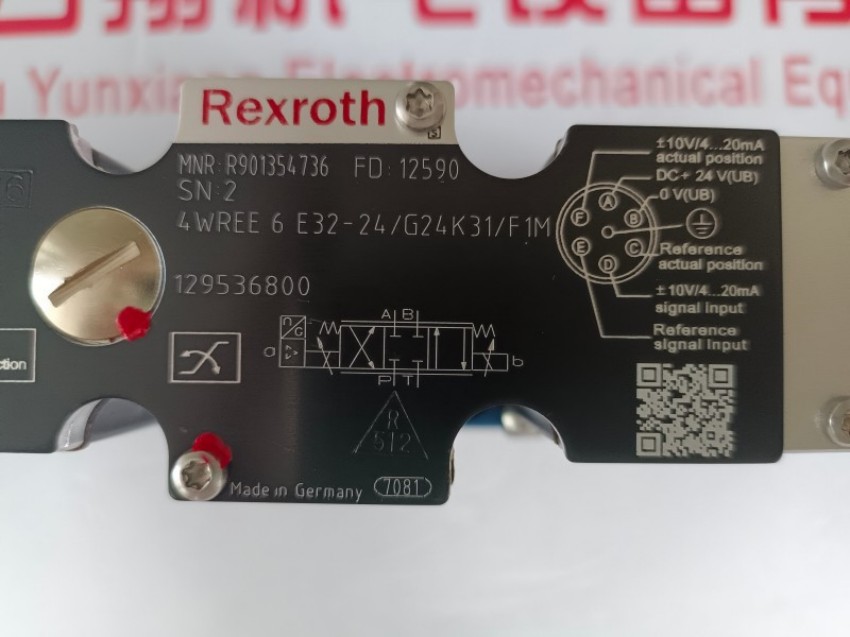 Yunxiang Electromechanical Equ
Rexroth
MNR: R901354736 FD: 12590
SN:2
4WREE 6 E32-24/G24K31/F1M
129536800
±10V/4...20mA
actual position
DC+ 24 V(UB)
0 V(UB)
A
F
B
E
C
D
Reference
actual position
±10V/4...20mA
signal input
Reference
signal input
A B
a
b
P T
R
512
Made in Germany 7081
ction